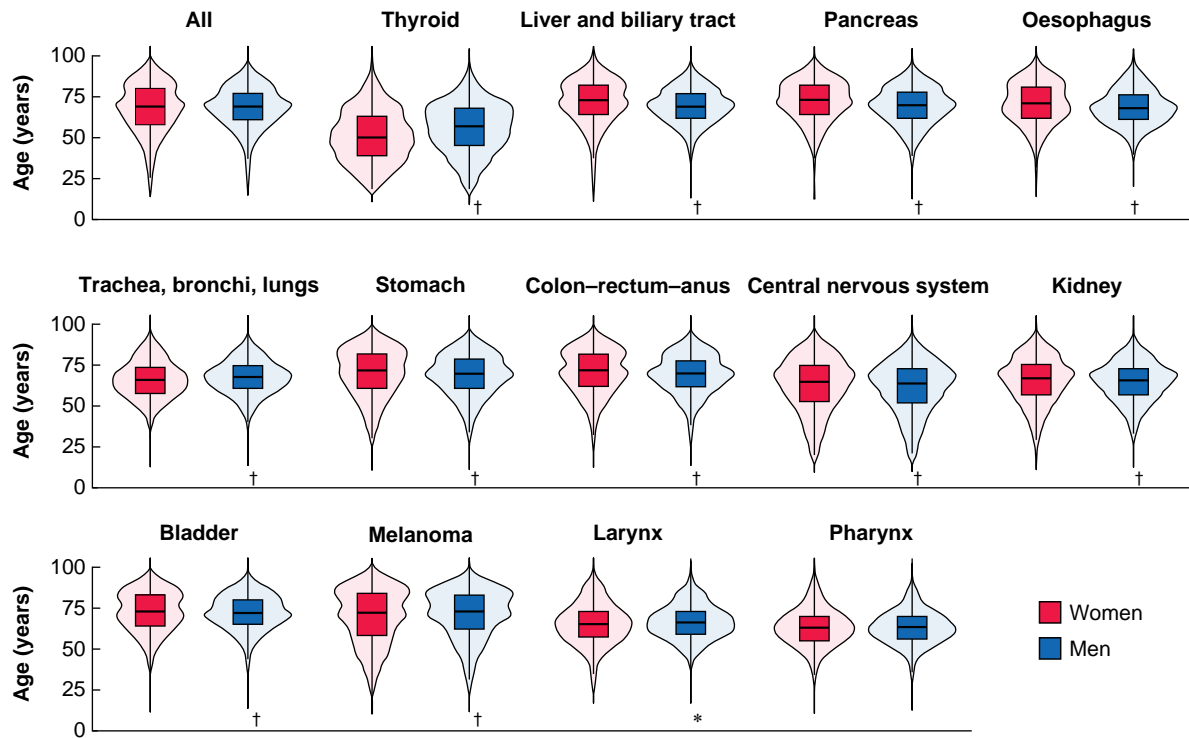 All Thyroid Liver and biliary tract Pancreas Oesophagus
Age (years)
100
75
50
25
0
† † † †
Trachea, bronchi, lungs Stomach Colon–rectum–anus Central nervous system Kidney
Age (years)
100
75
50
25
0
† † † † †
Bladder Melanoma Larynx Pharynx
Age (years)
100
75
50
25
0
† † *
Women
Men